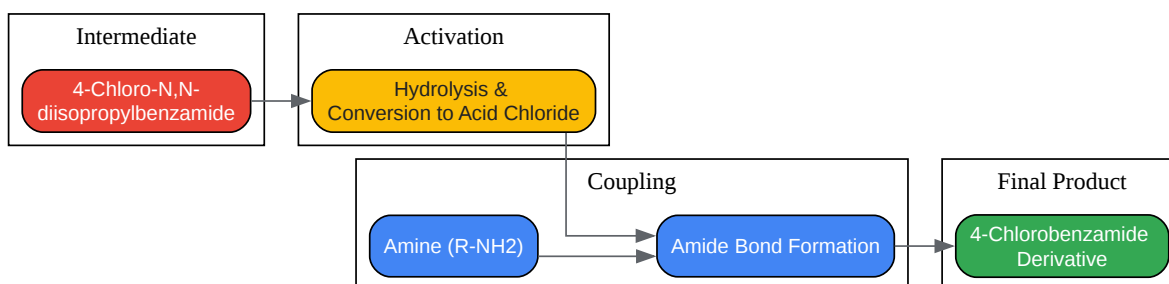 Intermediate
Activation
4-Chloro-N,N-
diisopropylbenzamide
Hydrolysis &
Conversion to Acid Chloride
Coupling
Final Product
Amine (R-NH2)
Amide Bond Formation
4-Chlorobenzamide
Derivative